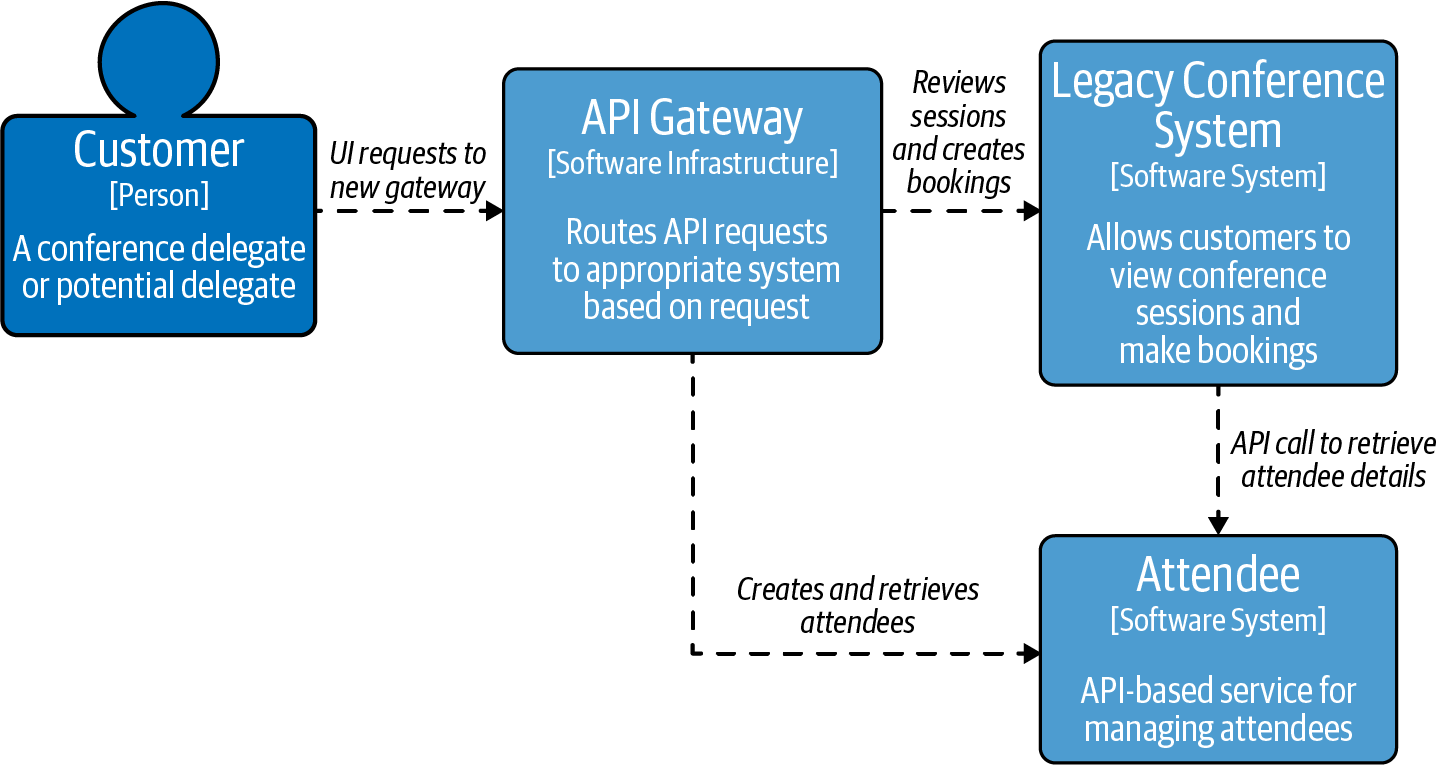 Customer
[Person]
A conference delegate
or potential delegate
UI requests to
new gateway
API Gateway
[Software Infrastructure]
Routes API requests
to appropriate system
based on request
Reviews
sessions
and creates
bookings
Legacy Conference
System
[Software System]
Allows customers to
view conference
sessions and
make bookings
API call to retrieve
attendee details
Creates and retrieves
attendees
Attendee
[Software System]
API-based service for
managing attendees